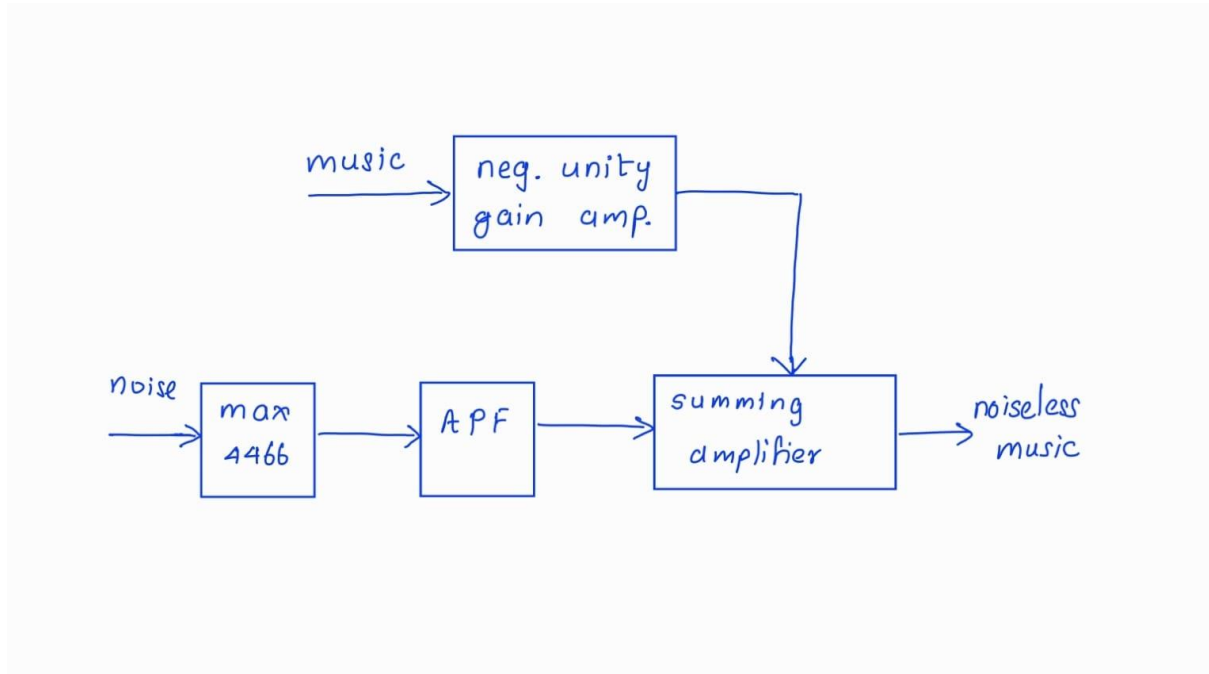 music
neg. unity
gain amp.
noise
max
4466
APF
summing
amplifier
noiseless
music